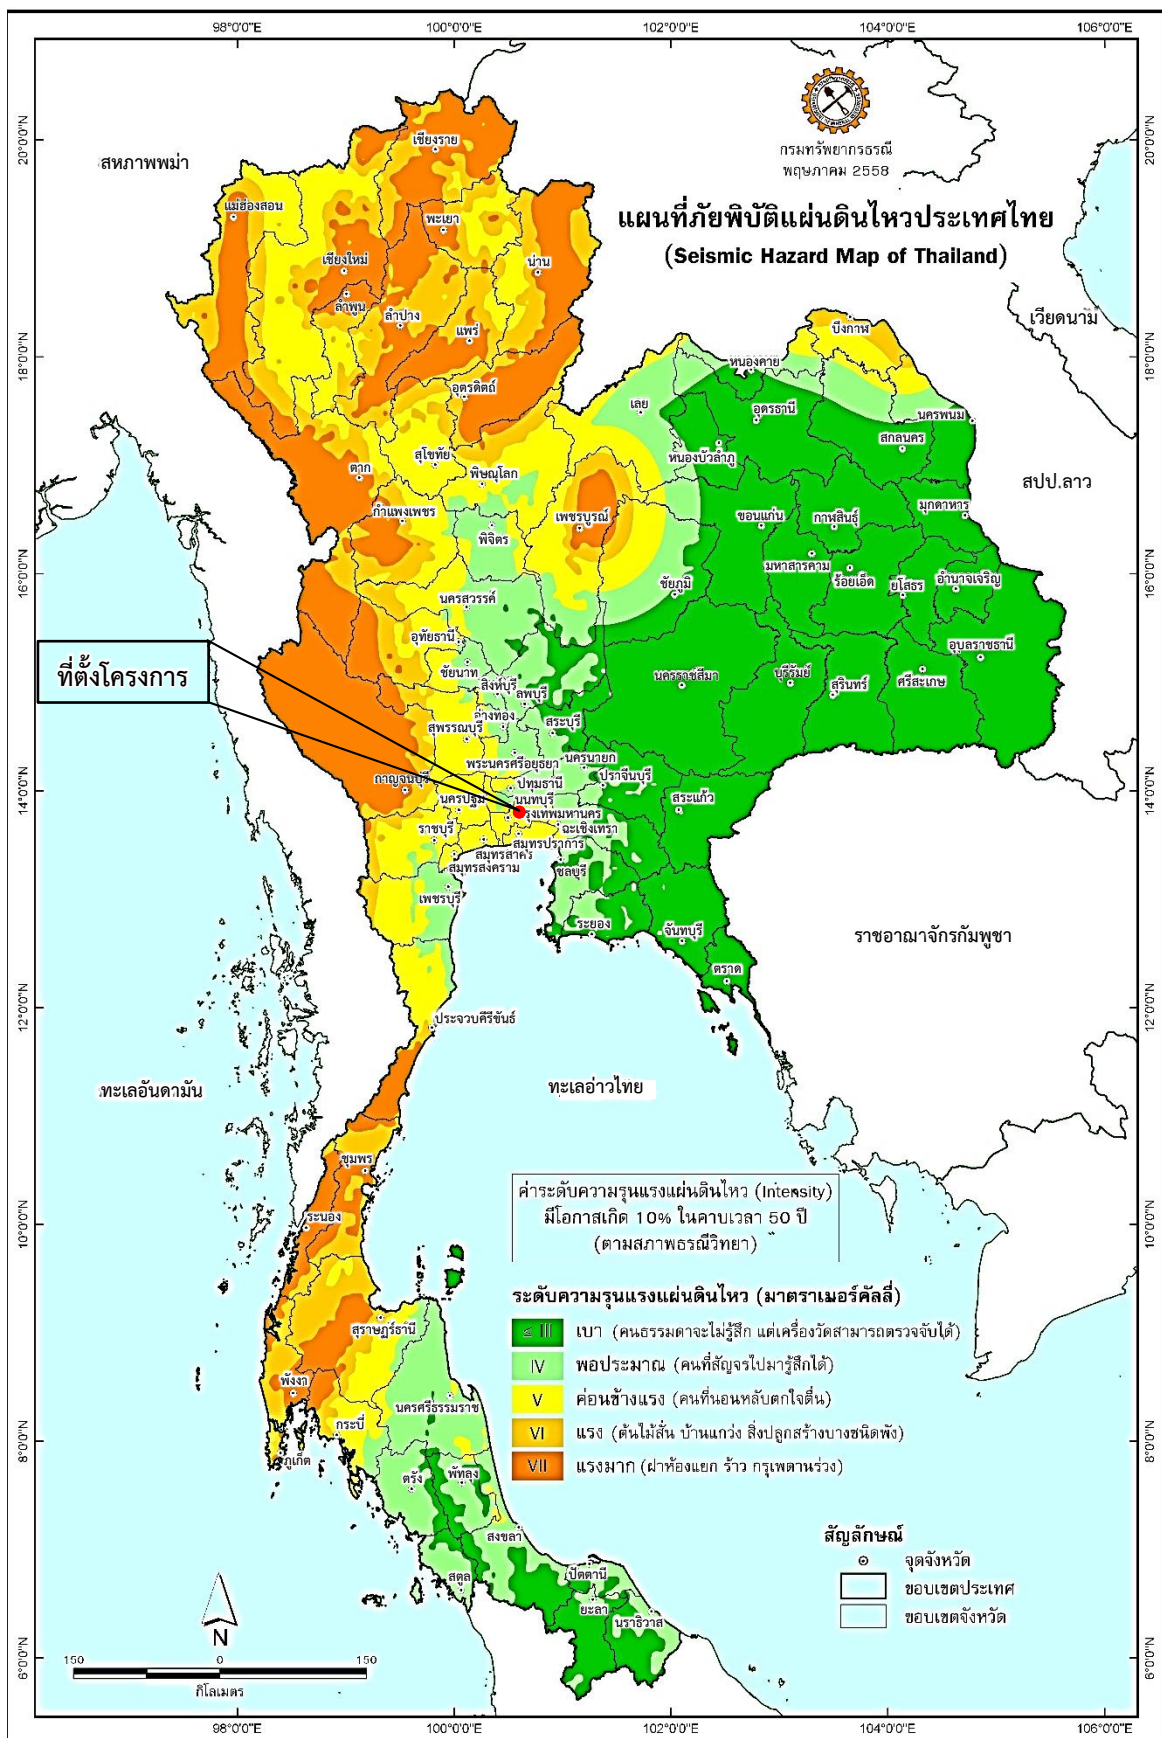 98°0'0"E
100°0'0"E
102°0'0"E
104°0'0"E
106°0'0"E
กรมทรัพยากรธรณี
พฤษภาคม 2558
แผนที่ภัยพิบัติแผ่นดินไหวประเทศไทย
(Seismic Hazard Map of Thailand)
20°0'0"N
20°0'0"N
สหภาพพม่า
เชียงราย
แม่ฮ่องสอน
พะเยา
เชียงใหม่
น่าน
ลำพูน
ลำปาง
แพร่
บึงกาฬ
เวียดนาม
18°0'0"N
18°0'0"N
หนองคาย
อุตรดิตถ์
เลย
อุดรธานี
นครพนม
สกลนคร
สุโขทัย
หนองบัวลำภู
ตาก
พิษณุโลก
สปป.ลาว
กำแพงเพชร
เพชรบูรณ์
ขอนแก่น
กาฬสินธุ์
มุกดาหาร
พิจิตร
มหาสารคาม
16°0'0"N
16°0'0"N
ชัยภูมิ
ร้อยเอ็ด
ยโสธร
อำนาจเจริญ
นครสวรรค์
อุทัยธานี
อุบลราชธานี
ที่ตั้งโครงการ
ชัยนาท
สิงห์บุรี
ลพบุรี
นครราชสีมา
บุรีรัมย์
สุรินทร์
ศรีสะเกษ
อ่างทอง
สระบุรี
สุพรรณบุรี
พระนครศรีอยุธยา
นครนายก
กาญจนบุรี
ปทุมธานี
ปราจีนบุรี
14°0'0"N
14°0'0"N
นครปฐม
นนทบุรี
สระแก้ว
รุงเทพมหานคร
ราชบุรี
ฉะเชิงเทรา
สมุทรปราการ
สมุทรสาคร
สมุทรสงคราม
ชลบุรี
เพชรบุรี
ระยอง
จันทบุรี
ราชอาณาจักรกัมพูชา
ตราด
12°0'0"N
12°0'0"N
ประจวบคีรีขันธ์
ทะเลอันดามัน
ทะเลอ่าวไทย
ชุมพร
ค่าระดับความรุนแรงแผ่นดินไหว (Intensity)
มีโอกาสเกิด 10% ในคาบเวลา 50 ปี
(ตามสภาพธรณีวิทยา)
10°0'0"N
10°0'0"N
ระนอง
ระดับความรุนแรงแผ่นดินไหว (มาตราเมอร์คัลลี่)
≤ III เบา (คนธรรมดาจะไม่รู้สึก แต่เครื่องวัดสามารถตรวจจับได้)
IV พอประมาณ (คนที่สัญจรไปมารู้สึกได้)
V ค่อนข้างแรง (คนที่นอนหลับตกใจตื่น)
VI แรง (ต้นไม้สั่น บ้านแกว่ง สิ่งปลูกสร้างบางชนิดพัง)
VII แรงมาก (ฝาห้องแยก ร้าว กรุเพดานร่วง)
สุราษฎร์ธานี
พังงา
นครศรีธรรมราช
กระบี่
8°0'0"N
8°0'0"N
ภูเก็ต
ตรัง
พัทลุง
สงขลา
สตูล
ปัตตานี
ยะลา
นราธิวาส
สัญลักษณ์
จุดจังหวัด
ขอบเขตประเทศ
ขอบเขตจังหวัด
N
6°0'0"N
6°0'0"N
150
0
150
กิโลเมตร
98°0'0"E
100°0'0"E
102°0'0"E
104°0'0"E
106°0'0"E